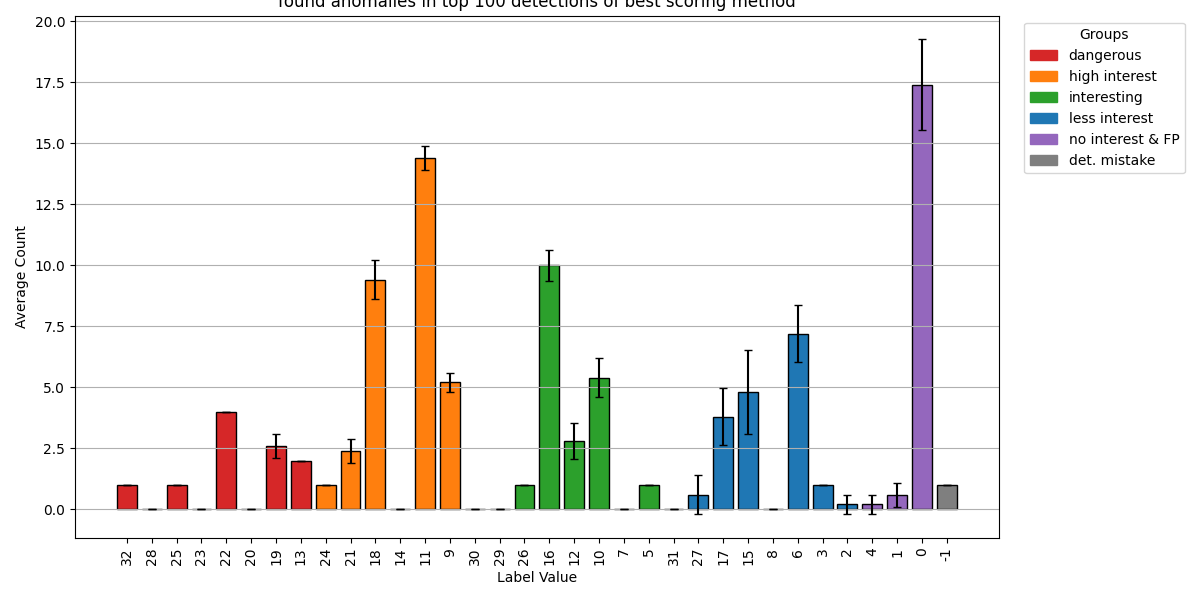 found anomalies in top 100 detections of best scoring method
20.0
17.5
15.0
12.5
10.0
7.5
5.0
2.5
0.0
Average Count
32 28 25 23 22 20 19 13 24 21 18 14 11 9 30 29 26 16 12 10 7 5 31 27 17 15 8 6 3 2 4 1 0 -1
Label Value
Groups
dangerous
high interest
interesting
less interest
no interest & FP
det. mistake